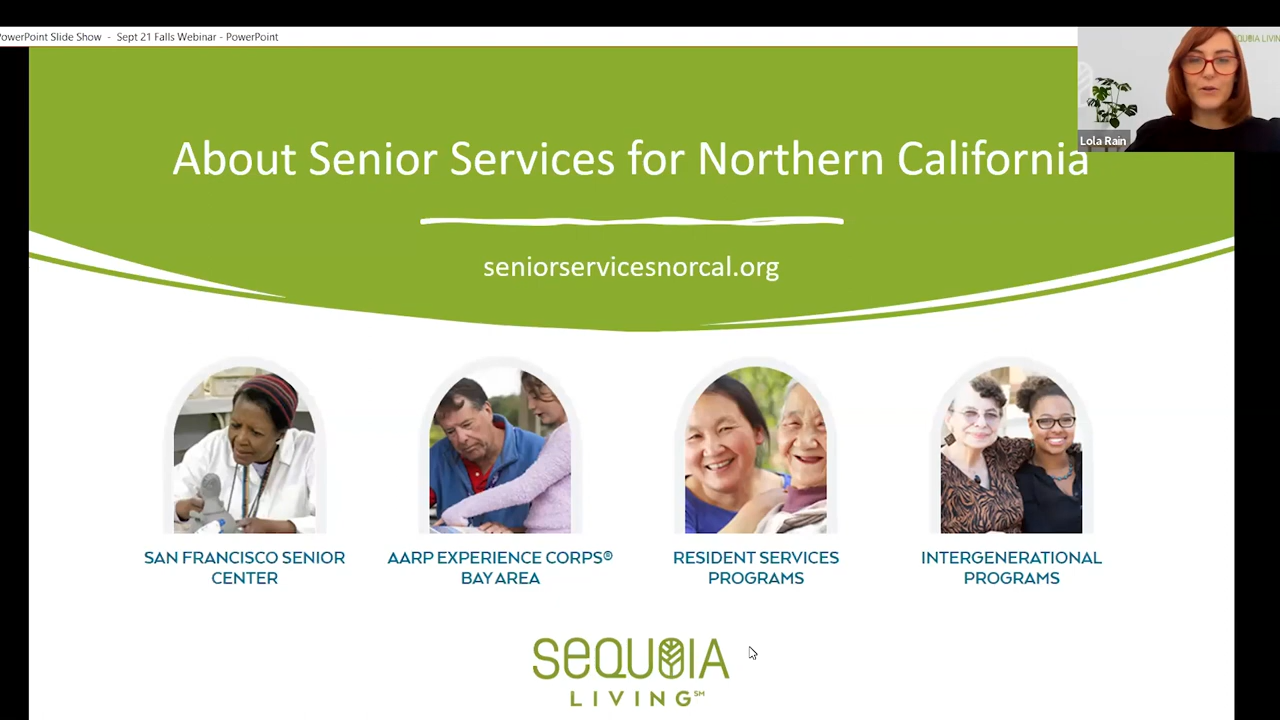 PowerPoint Slide Show - Sept 21 Falls Webinar - PowerPoint
Lola Rain
About Senior Services for Northern California
seniorservicesnorcal.org
SAN FRANCISCO SENIOR
CENTER
AARP EXPERIENCE CORPS®
BAY AREA
RESIDENT SERVICES
PROGRAMS
INTERGENERATIONAL
PROGRAMS
SEQUOIA
LIVING℠